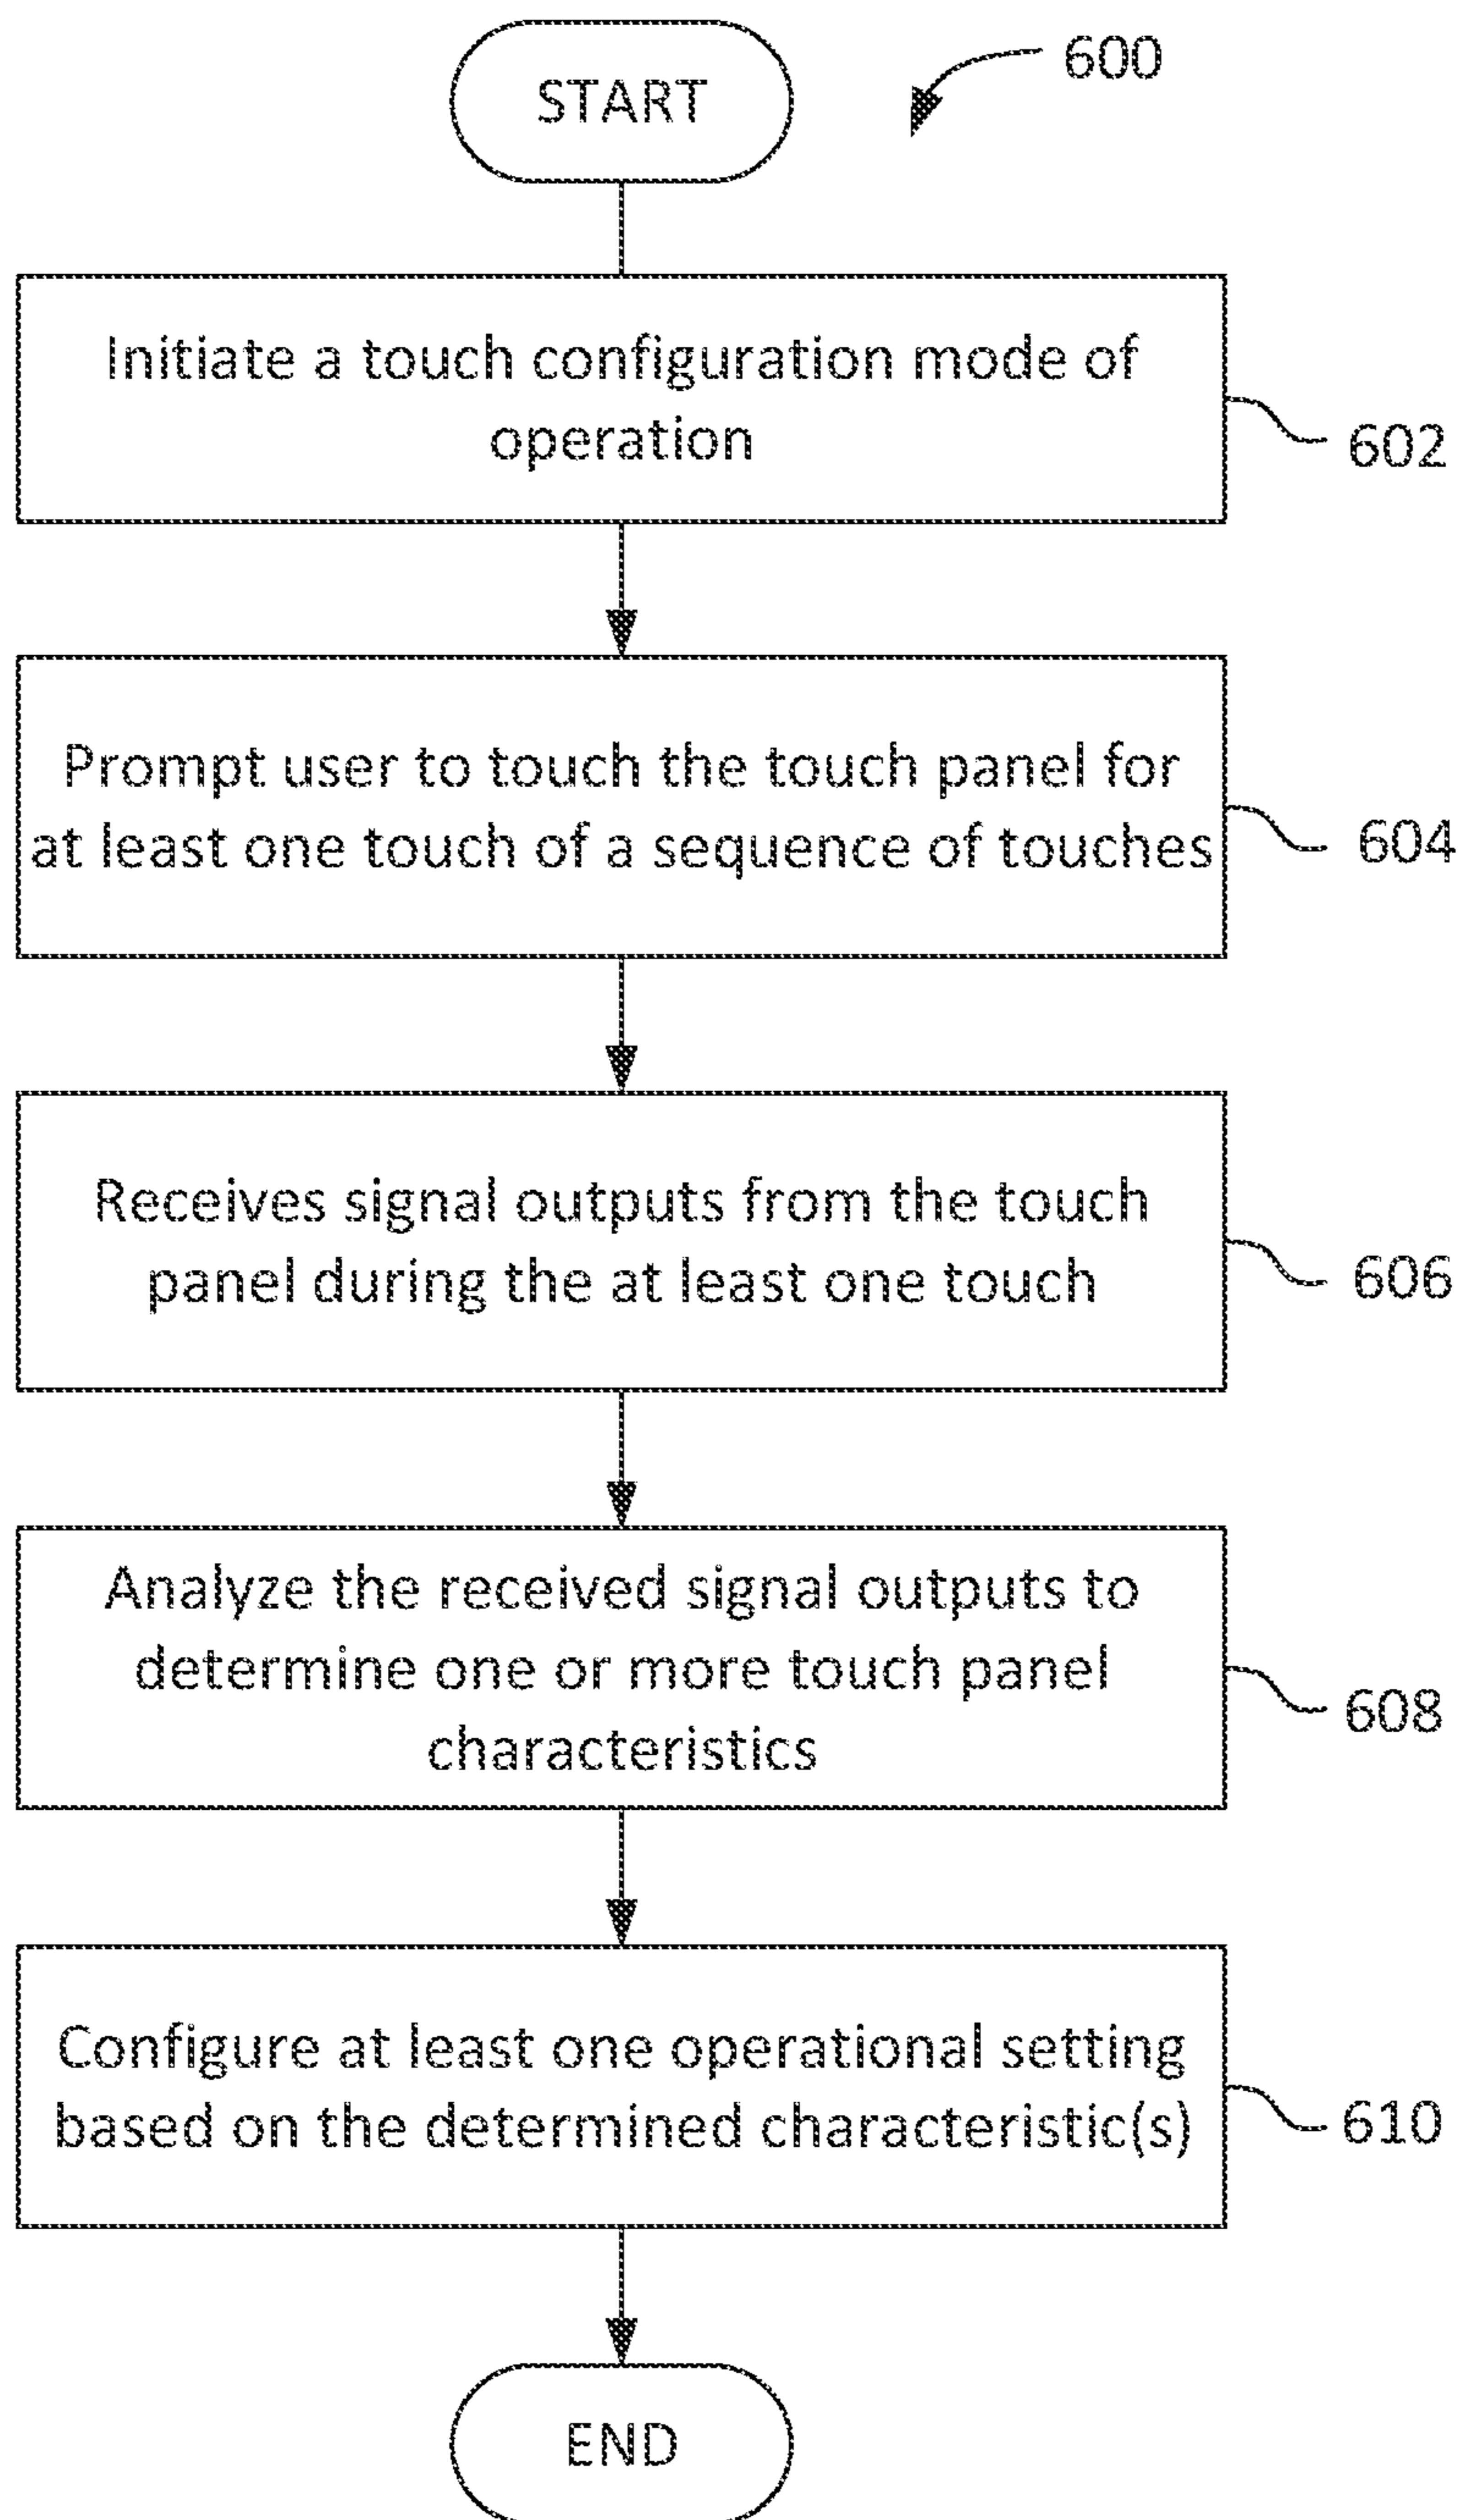 START
600
Initiate a touch configuration mode of
operation
602
Prompt user to touch the touch panel for
at least one touch of a sequence of touches
604
Receives signal outputs from the touch
panel during the at least one touch
606
Analyze the received signal outputs to
determine one or more touch panel
characteristics
608
Configure at least one operational setting
based on the determined characteristic(s)
610
END